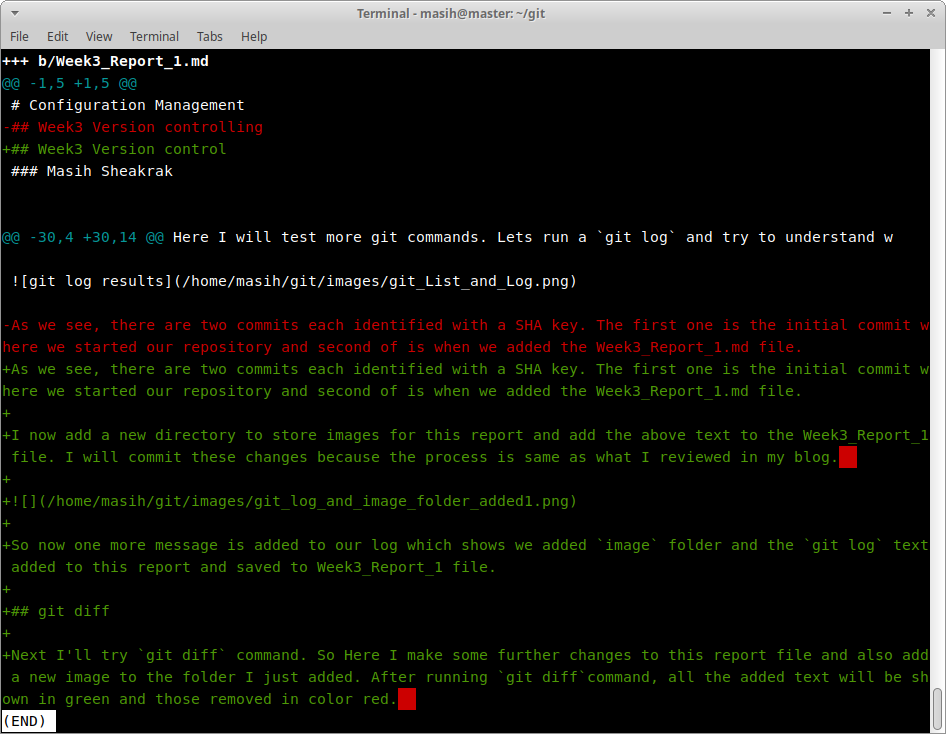 Terminal - masih@master: ~/git
File Edit View Terminal Tabs Help
+++ b/Week3_Report_1.md
@@ -1,5 +1,5 @@
 # Configuration Management
-## Week3 Version controlling
+## Week3 Version control
 ### Masih Sheakrak
@@ -30,4 +30,14 @@ Here I will test more git commands. Lets run a `git log` and try to understand w
 ![git log results](/home/masih/git/images/git_List_and_Log.png)
-As we see, there are two commits each identified with a SHA key. The first one is the initial commit w
here we started our repository and second of is when we added the Week3_Report_1.md file.
+As we see, there are two commits each identified with a SHA key. The first one is the initial commit w
here we started our repository and second of is when we added the Week3_Report_1.md file.
+
+I now add a new directory to store images for this report and add the above text to the Week3_Report_1
 file. I will commit these changes because the process is same as what I reviewed in my blog.
+
+![](/home/masih/git/images/git_log_and_image_folder_added1.png)
+
+So now one more message is added to our log which shows we added `image` folder and the `git log` text
 added to this report and saved to Week3_Report_1 file.
+
+## git diff
+
+Next I'll try `git diff` command. So Here I make some further changes to this report file and also add
 a new image to the folder I just added. After running `git diff`command, all the added text will be sh
own in green and those removed in color red.
(END)